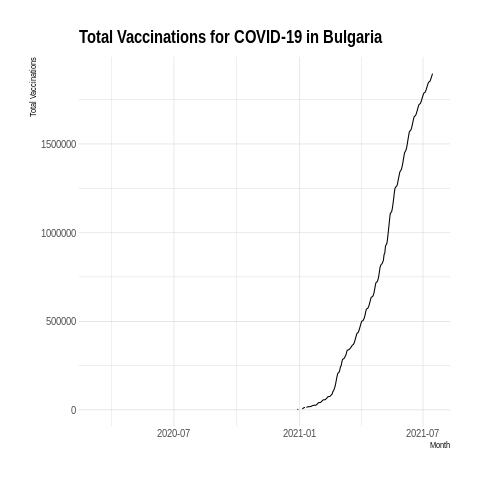 Total Vaccinations for COVID-19 in Bulgaria
Total Vaccinations
1500000
1000000
500000
0
2020-07 2021-01 2021-07
Month